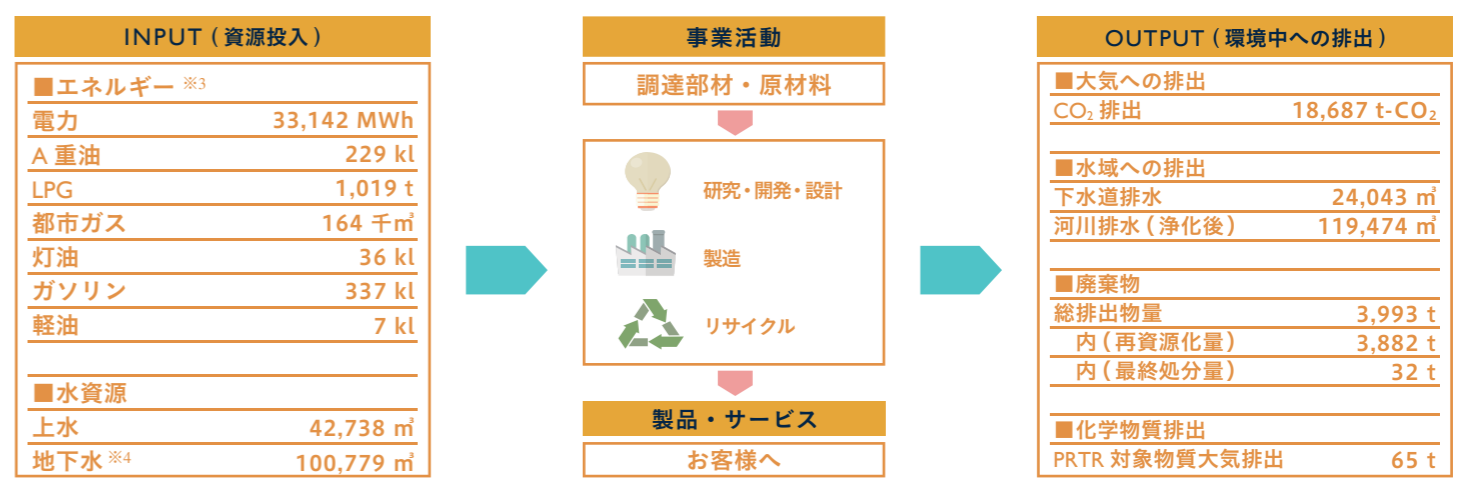 INPUT（資源投入）
■エネルギー ※3
電力 33,142 MWh
A 重油 229 kl
LPG 1,019 t
都市ガス 164 千㎥
灯油 36 kl
ガソリン 337 kl
軽油 7 kl
■水資源
上水 42,738 ㎥
地下水 ※4 100,779 ㎥
事業活動
調達部材・原材料
研究・開発・設計
製造
リサイクル
製品・サービス
お客様へ
OUTPUT（環境中への排出）
■大気への排出
CO₂ 排出 18,687 t-CO₂
■水域への排出
下水道排水 24,043 ㎥
河川排水（浄化後） 119,474 ㎥
■廃棄物
総排出物量 3,993 t
内（再資源化量） 3,882 t
内（最終処分量） 32 t
■化学物質排出
PRTR 対象物質大気排出 65 t